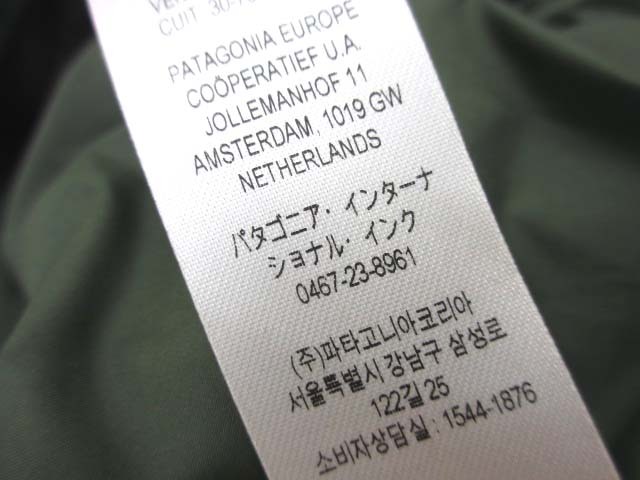 CUIT 30-70
PATAGONIA EUROPE
COÖPERATIEF U.A.
JOLLEMANHOF 11
AMSTERDAM, 1019 GW
NETHERLANDS
パタゴニア・インターナ
ショナル・インク
0467-23-8961
(주)파타고니아코리아
서울특별시 강남구 삼성로
122길 25
소비자상담실 : 1544-1876